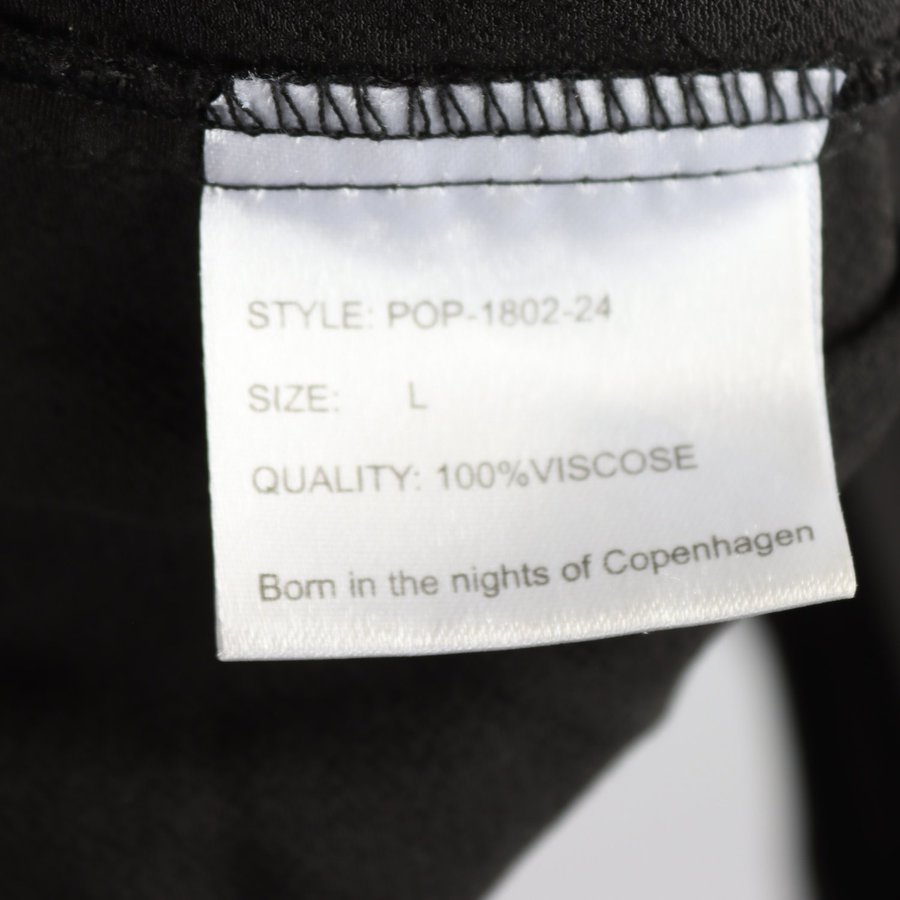 STYLE: POP-1802-24
SIZE: L
QUALITY: 100%VISCOSE
Born in the nights of Copenhagen